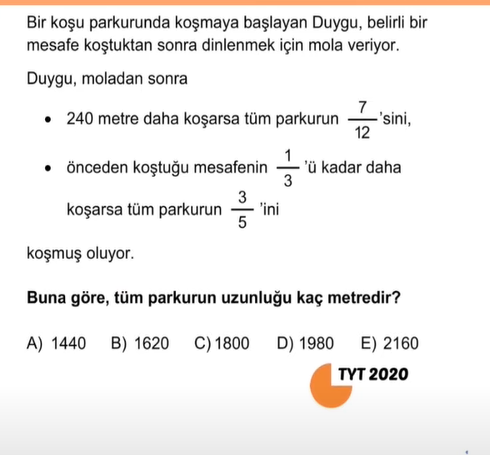 Bir koşu parkurunda koşmaya başlayan Duygu, belirli bir
mesafe koştuktan sonra dinlenmek için mola veriyor.
Duygu, moladan sonra
• 240 metre daha koşarsa tüm parkurun 7/12 'sini,
• önceden koştuğu mesafenin 1/3 'ü kadar daha
koşarsa tüm parkurun 3/5 'ini
koşmuş oluyor.
Buna göre, tüm parkurun uzunluğu kaç metredir?
A) 1440 B) 1620 C) 1800 D) 1980 E) 2160
TYT 2020